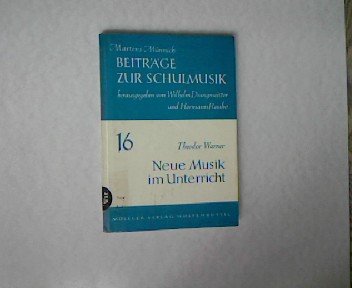 Martens-Münnich
BEITRÄGE
ZUR SCHULMUSIK
herausgegeben von Wilhelm Drangmeister
und Hermann Rauhe
16
Theodor Warner
Neue Musik
im Unterricht
MÖSELER VERLAG WOLFENBÜTTEL